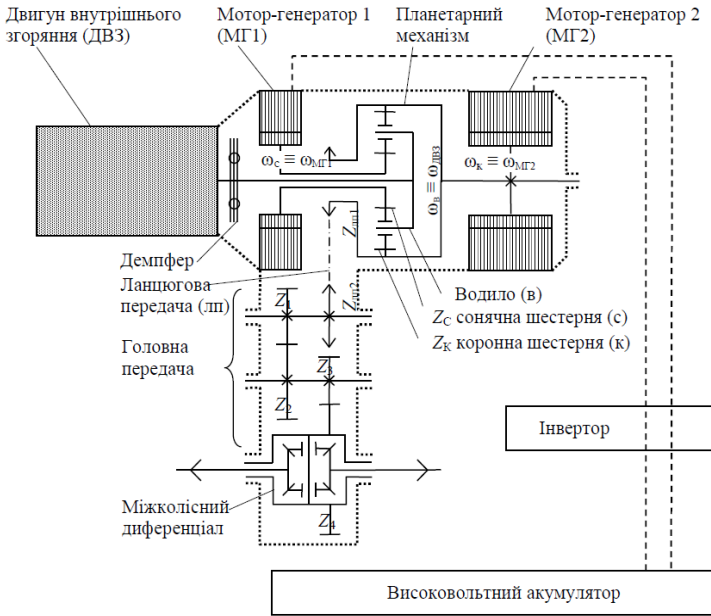 Двигун внутрішнього
згоряння (ДВЗ)
Мотор-генератор 1
(МГ1)
Планетарний
механізм
Мотор-генератор 2
(МГ2)
ωс ≡ ωМГ1
ωв ≡ ωДВЗ
ωк ≡ ωМГ2
Zлп1
Демпфер
Ланцюгова
передача (лп)
Zлп2
Z1
Водило (в)
ZС сонячна шестерня (с)
ZК коронна шестерня (к)
Головна
передача
Z3
Z2
Інвертор
Міжколісний
диференціал
Z4
Високовольтний акумулятор